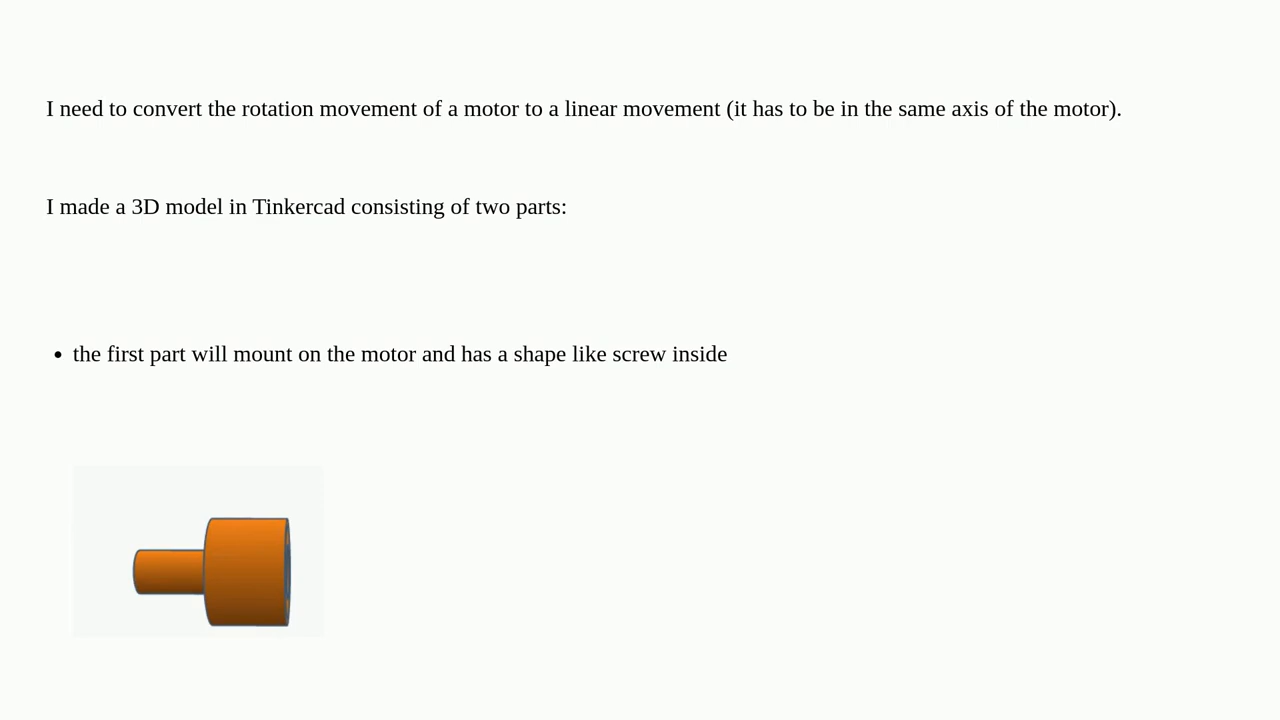 I need to convert the rotation movement of a motor to a linear movement (it has to be in the same axis of the motor).
I made a 3D model in Tinkercad consisting of two parts:
• the first part will mount on the motor and has a shape like screw inside